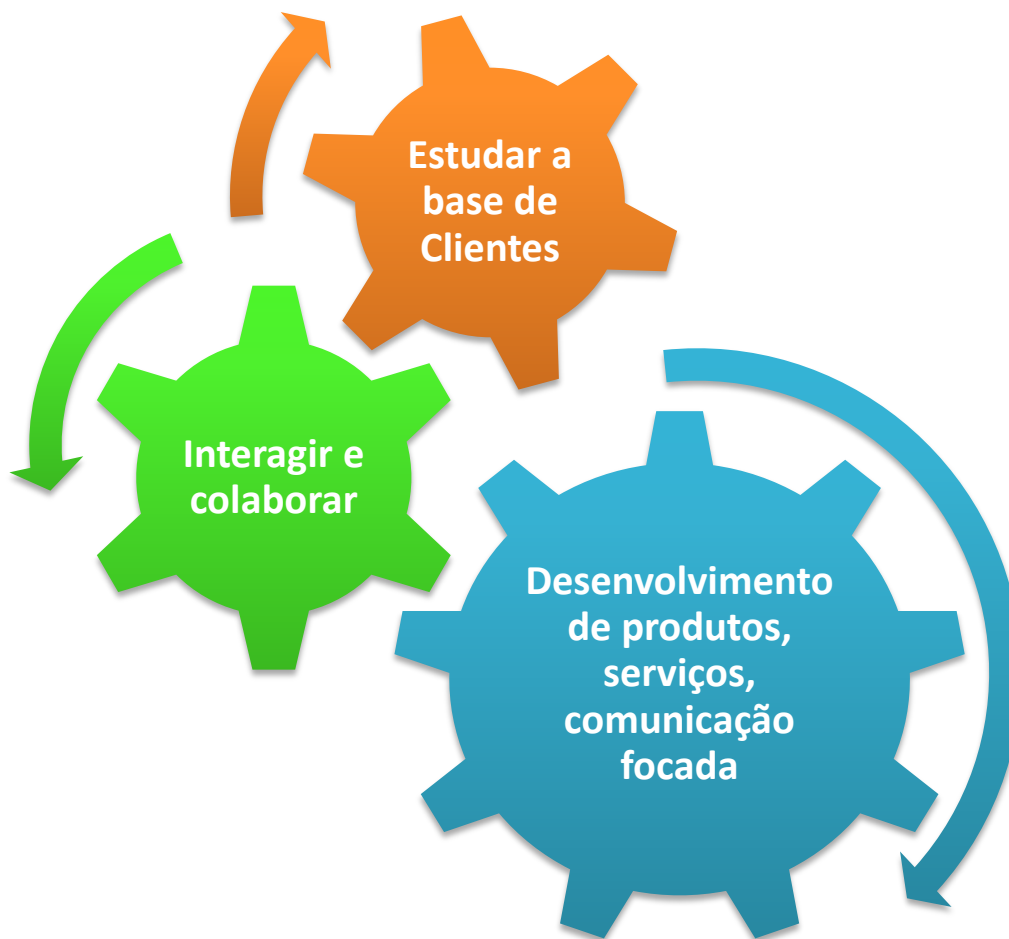 Estudar a
base de
Clientes
Interagir e
colaborar
Desenvolvimento
de produtos,
serviços,
comunicação
focada